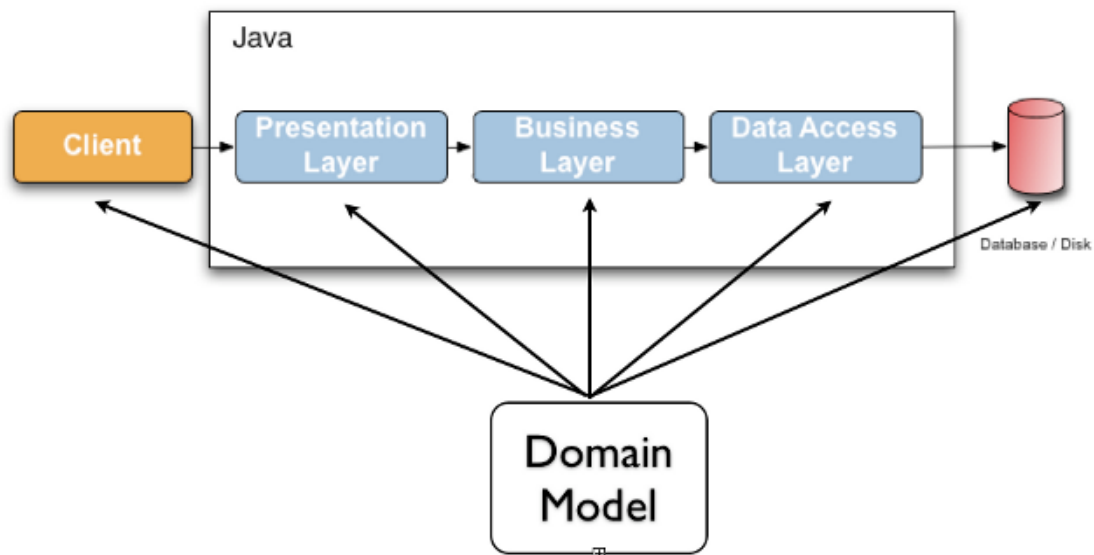 Java
Client
Presentation
Layer
Business
Layer
Data Access
Layer
Database / Disk
Domain
Model